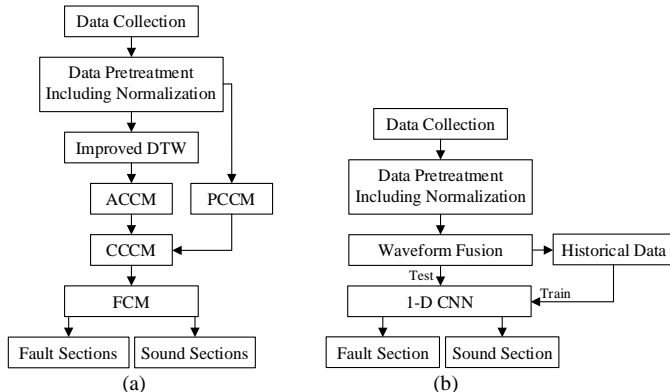 Data Collection
Data Pretreatment
Including Normalization
Improved DTW
ACCM
PCCM
CCCM
FCM
Fault Sections
Sound Sections
(a)
Data Collection
Data Pretreatment
Including Normalization
Waveform Fusion
Historical Data
Test
Train
1-D CNN
Fault Section
Sound Section
(b)